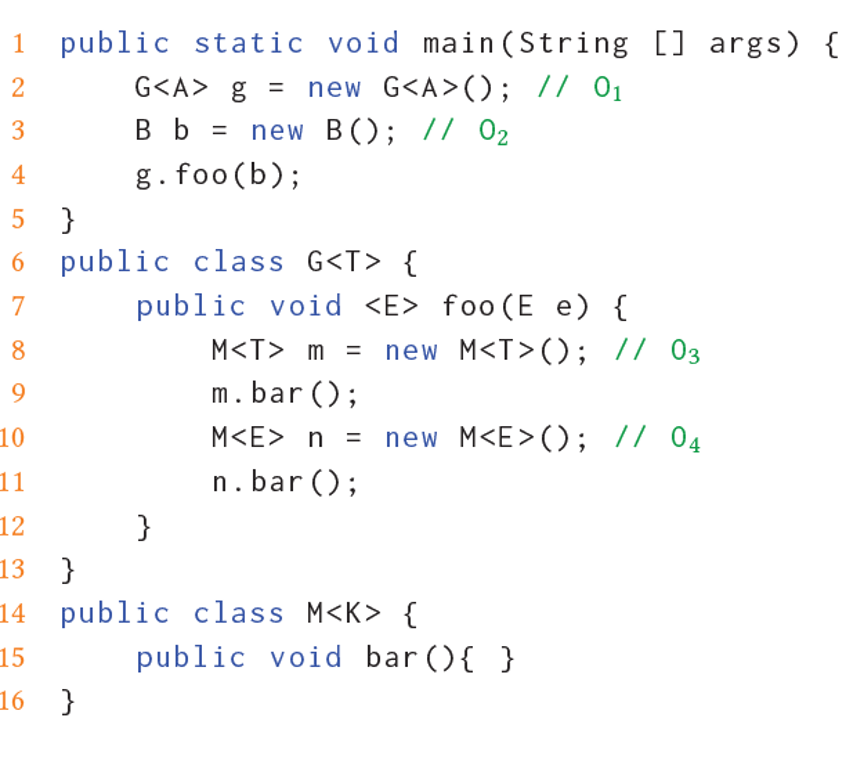 1 public static void main(String [] args) {
2 G<A> g = new G<A>(); // O₁
3 B b = new B(); // O₂
4 g.foo(b);
5 }
6 public class G<T> {
7 public void <E> foo(E e) {
8 M<T> m = new M<T>(); // O₃
9 m.bar();
10 M<E> n = new M<E>(); // O₄
11 n.bar();
12 }
13 }
14 public class M<K> {
15 public void bar(){ }
16 }